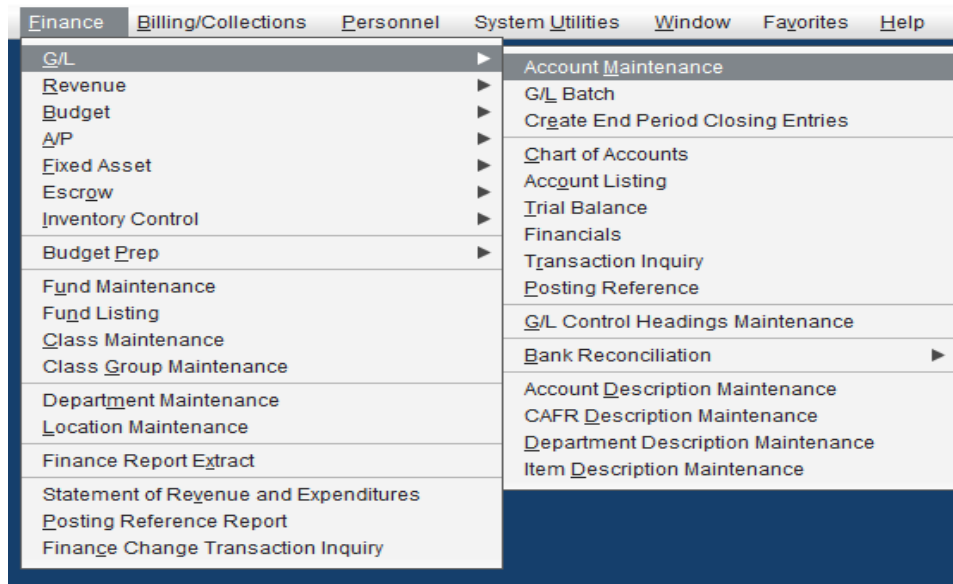 Finance Billing/Collections Personnel System Utilities Window Favorites Help
G/L
Revenue
Budget
A/P
Fixed Asset
Escrow
Inventory Control
Budget Prep
Fund Maintenance
Fund Listing
Class Maintenance
Class Group Maintenance
Department Maintenance
Location Maintenance
Finance Report Extract
Statement of Revenue and Expenditures
Posting Reference Report
Finance Change Transaction Inquiry
Account Maintenance
G/L Batch
Create End Period Closing Entries
Chart of Accounts
Account Listing
Trial Balance
Financials
Transaction Inquiry
Posting Reference
G/L Control Headings Maintenance
Bank Reconciliation
Account Description Maintenance
CAFR Description Maintenance
Department Description Maintenance
Item Description Maintenance